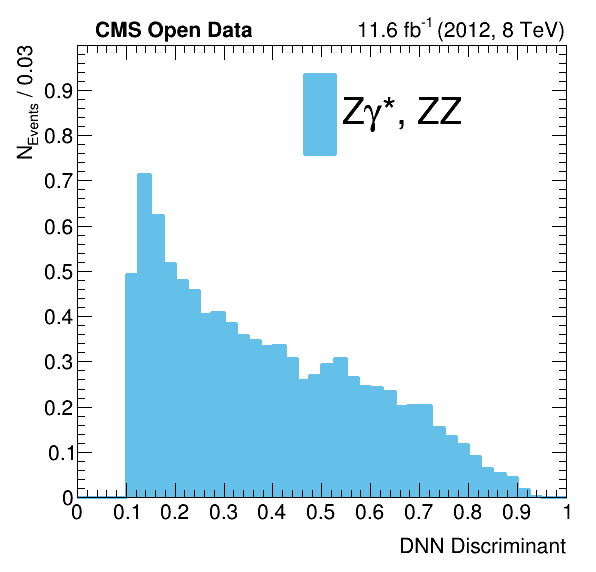 CMS Open Data 11.6 fb⁻¹ (2012, 8 TeV)
N_Events / 0.03
Zγ*, ZZ
0.9
0.8
0.7
0.6
0.5
0.4
0.3
0.2
0.1
0
0 0.1 0.2 0.3 0.4 0.5 0.6 0.7 0.8 0.9 1
DNN Discriminant